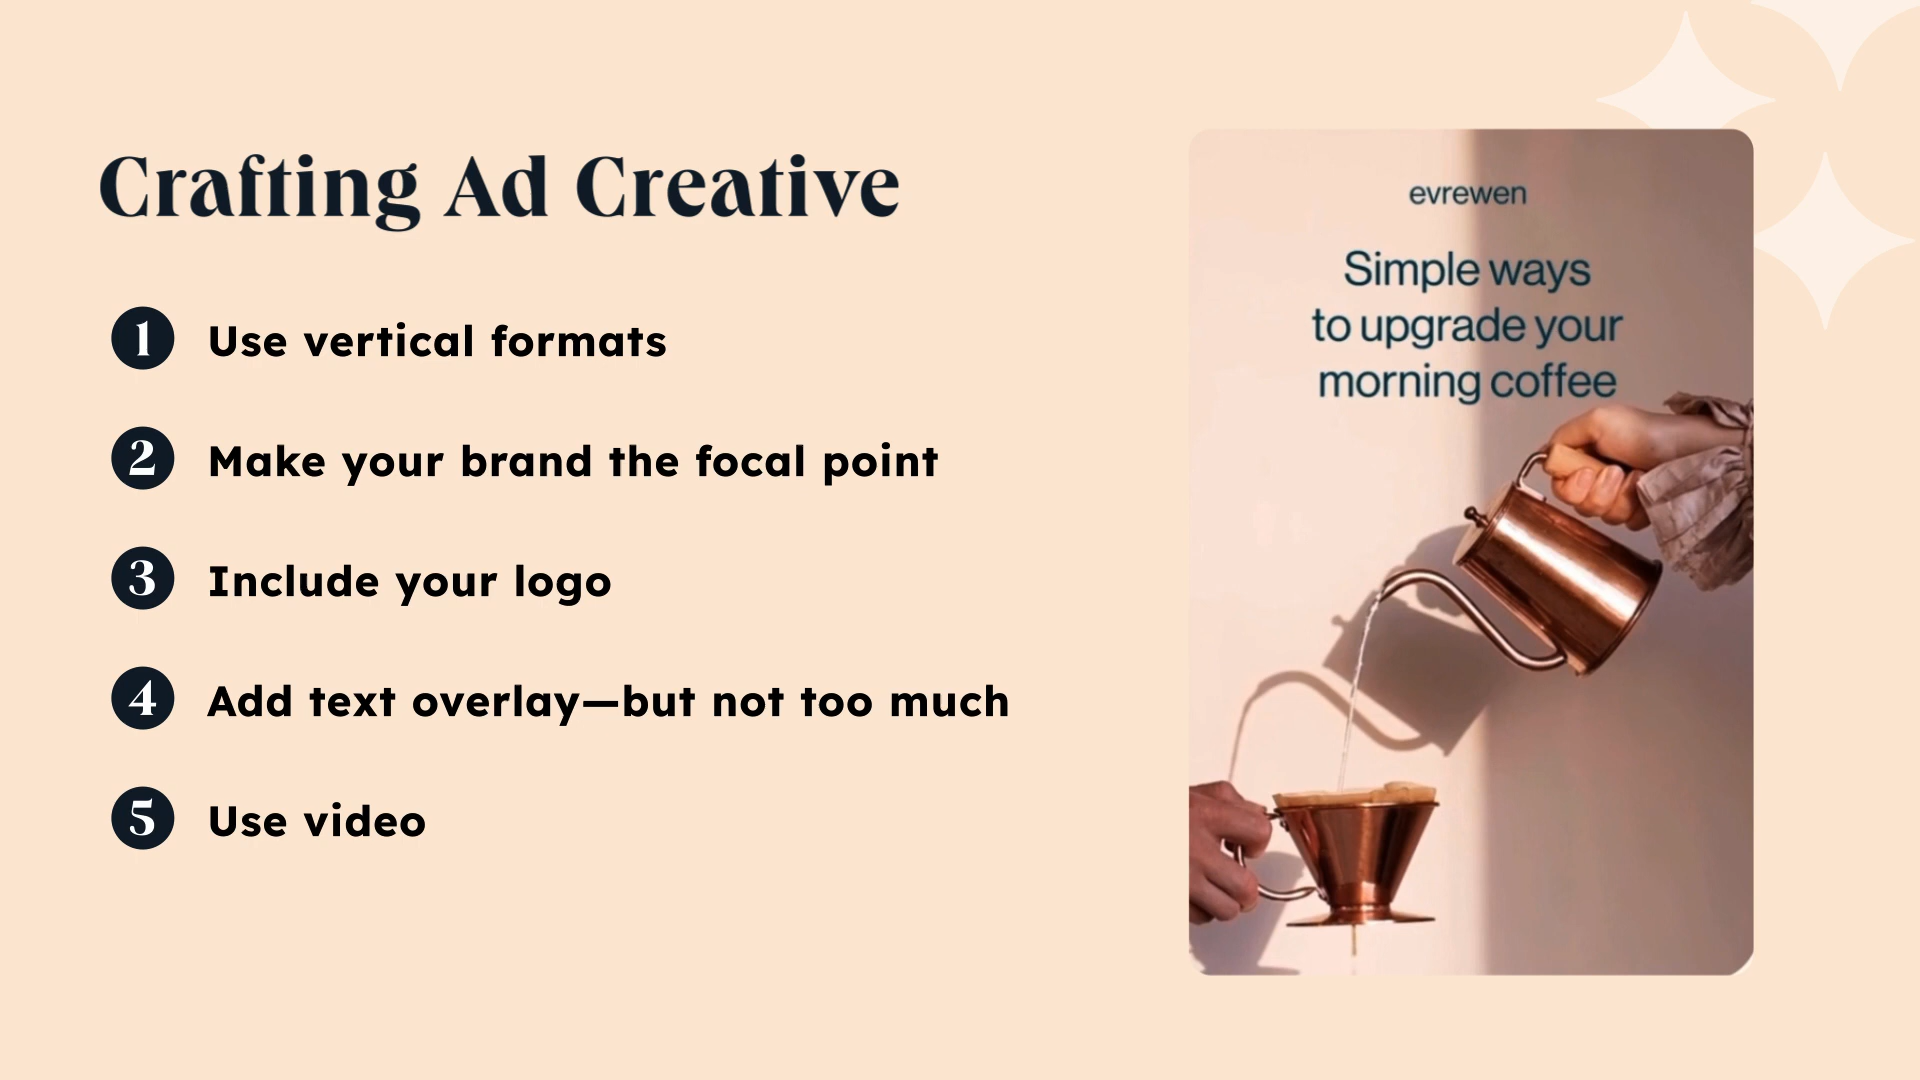 Crafting Ad Creative
1 Use vertical formats
2 Make your brand the focal point
3 Include your logo
4 Add text overlay—but not too much
5 Use video
evrewen
Simple ways
to upgrade your
morning coffee